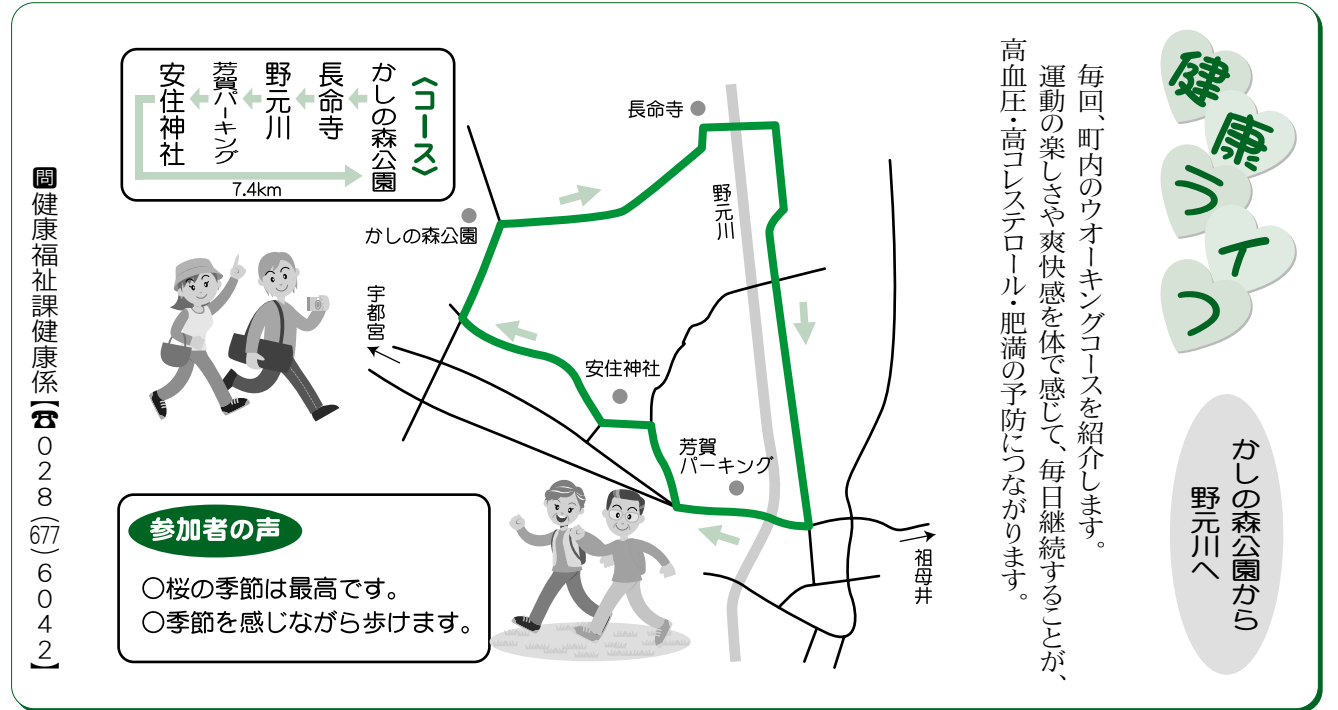 健康ライフ
かしの森公園から
野元川へ
毎回、町内のウオーキングコースを紹介します。
運動の楽しさや爽快感を体で感じて、毎日継続することが、
高血圧・高コレステロール・肥満の予防につながります。
〈コース〉
かしの森公園
長命寺
野元川
芳賀パーキング
安住神社
7.4km
長命寺
野元川
かしの森公園
宇都宮
安住神社
芳賀
パーキング
祖母井
参加者の声
○桜の季節は最高です。
○季節を感じながら歩けます。
問健康福祉課健康係【☎028(677)6042】